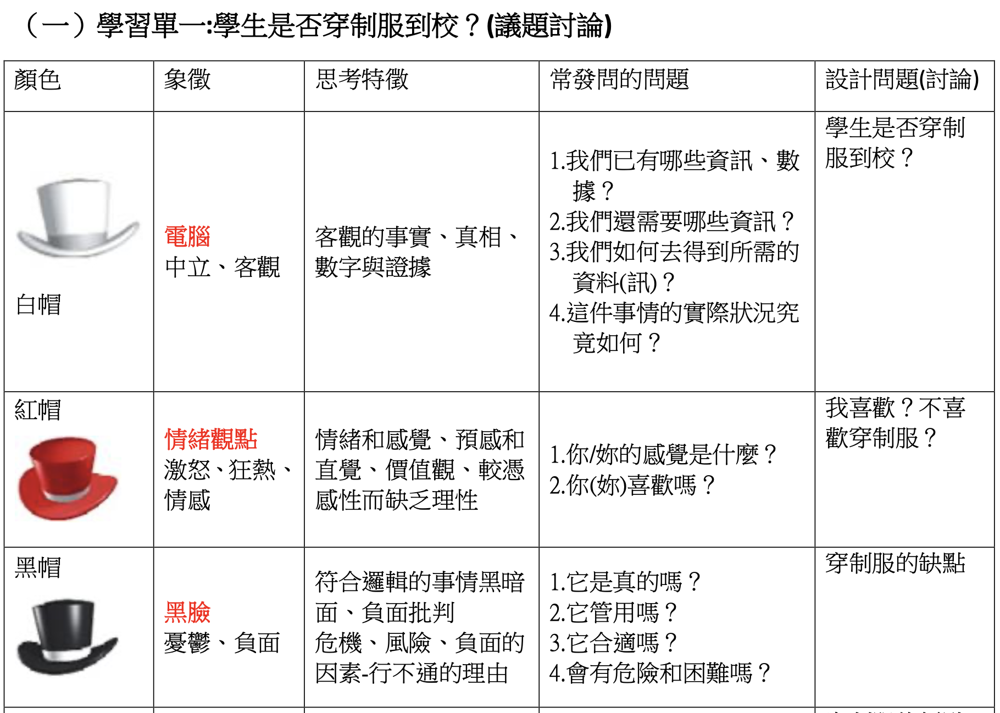 （一）學習單一:學生是否穿制服到校？(議題討論)
顏色
象徵
思考特徵
常發問的問題
設計問題(討論)
白帽
電腦
中立、客觀
客觀的事實、真相、
數字與證據
1.我們已有哪些資訊、數
據？
2.我們還需要哪些資訊？
3.我們如何去得到所需的
資料(訊)？
4.這件事情的實際狀況究
竟如何？
學生是否穿制
服到校？
紅帽
情緒觀點
激怒、狂熱、
情感
情緒和感覺、預感和
直覺、價值觀、較憑
感性而缺乏理性
1.你/妳的感覺是什麼？
2.你(妳)喜歡嗎？
我喜歡？不喜
歡穿制服？
黑帽
黑臉
憂鬱、負面
符合邏輯的事情黑暗
面、負面批判
危機、風險、負面的
因素-行不通的理由
1.它是真的嗎？
2.它管用嗎？
3.它合適嗎？
4.會有危險和困難嗎？
穿制服的缺點